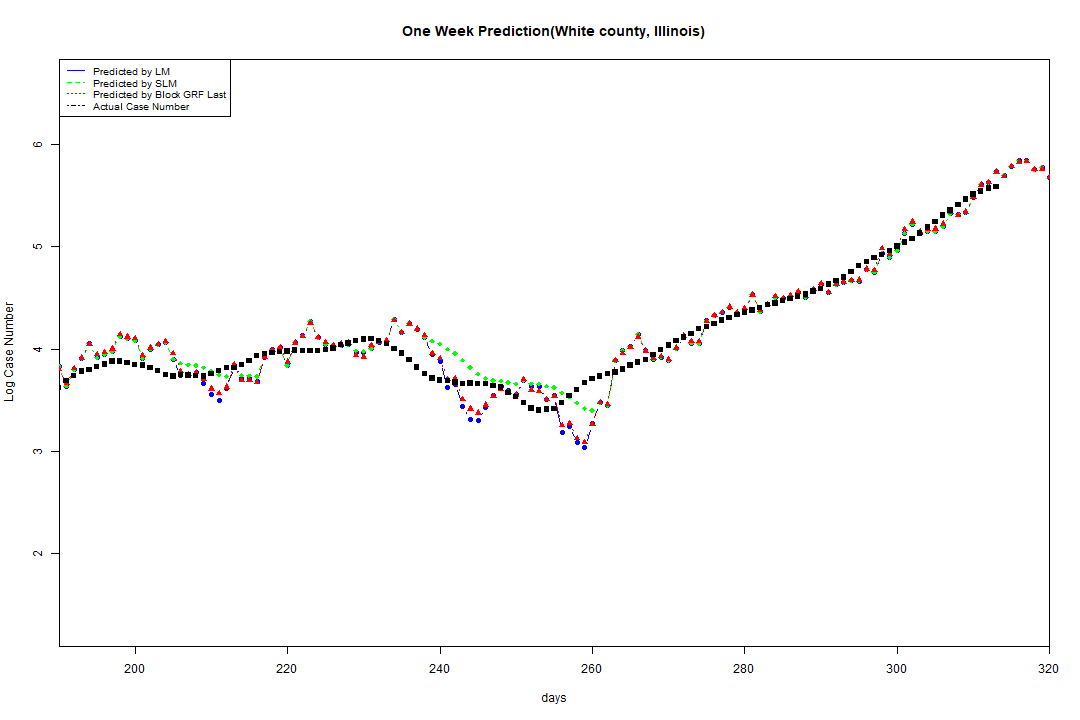 One Week Prediction(White county, Illinois)
Predicted by LM
Predicted by SLM
Predicted by Block GRF Last
Actual Case Number
6
5
4
3
2
Log Case Number
200 220 240 260 280 300 320
days